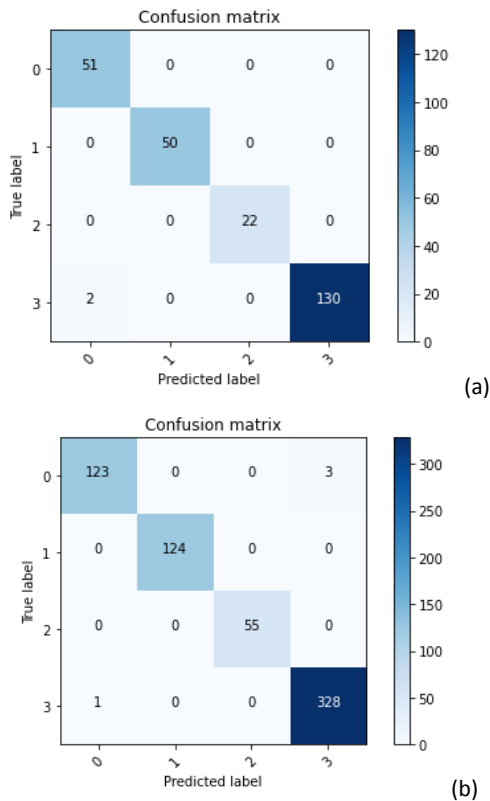 Confusion matrix
0 51 0 0 0 120
1 0 50 0 0 100
80
60
2 0 0 22 0 40
3 2 0 0 130 20
0
0 1 2 3
True label
Predicted label
(a)
Confusion matrix
0 123 0 0 3 300
250
1 0 124 0 0 200
150
2 0 0 55 0 100
3 1 0 0 328 50
0
0 1 2 3
True label
Predicted label
(b)